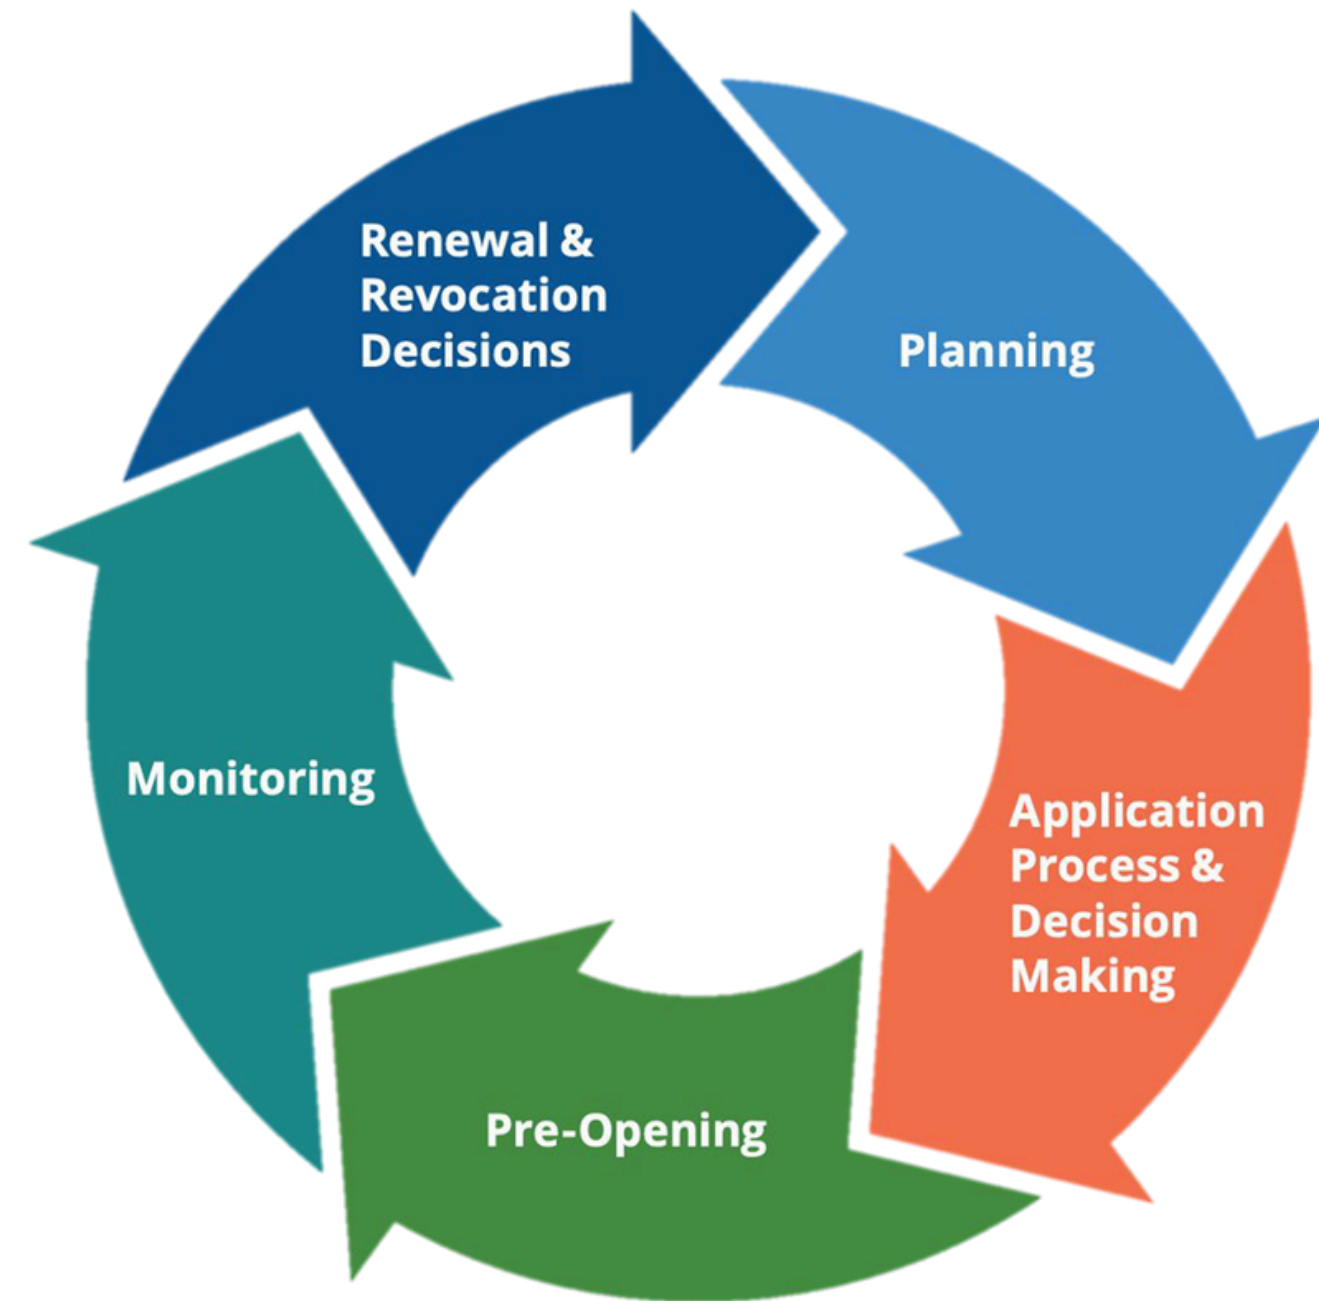 Renewal &
Revocation
Decisions
Planning
Application
Process &
Decision
Making
Pre-Opening
Monitoring